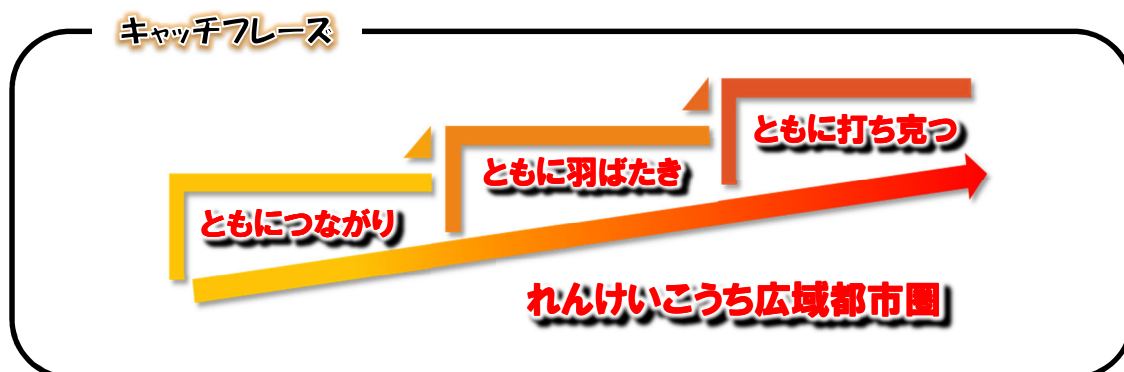 キャッチフレーズ
ともにつながり
ともに羽ばたき
ともに打ち克つ
れんけいこうち広域都市圏